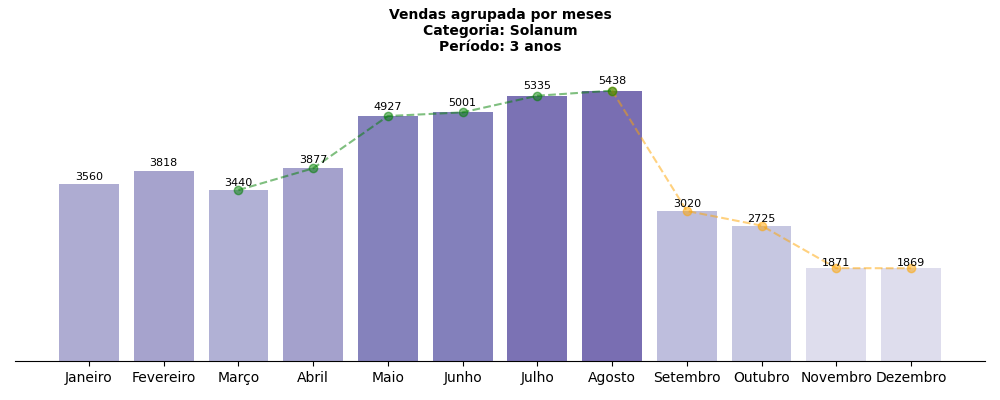 Vendas agrupada por meses
Categoria: Solanum
Período: 3 anos
3560
3818
3440
3877
4927
5001
5335
5438
3020
2725
1871
1869
Janeiro
Fevereiro
Março
Abril
Maio
Junho
Julho
Agosto
Setembro
Outubro
Novembro
Dezembro